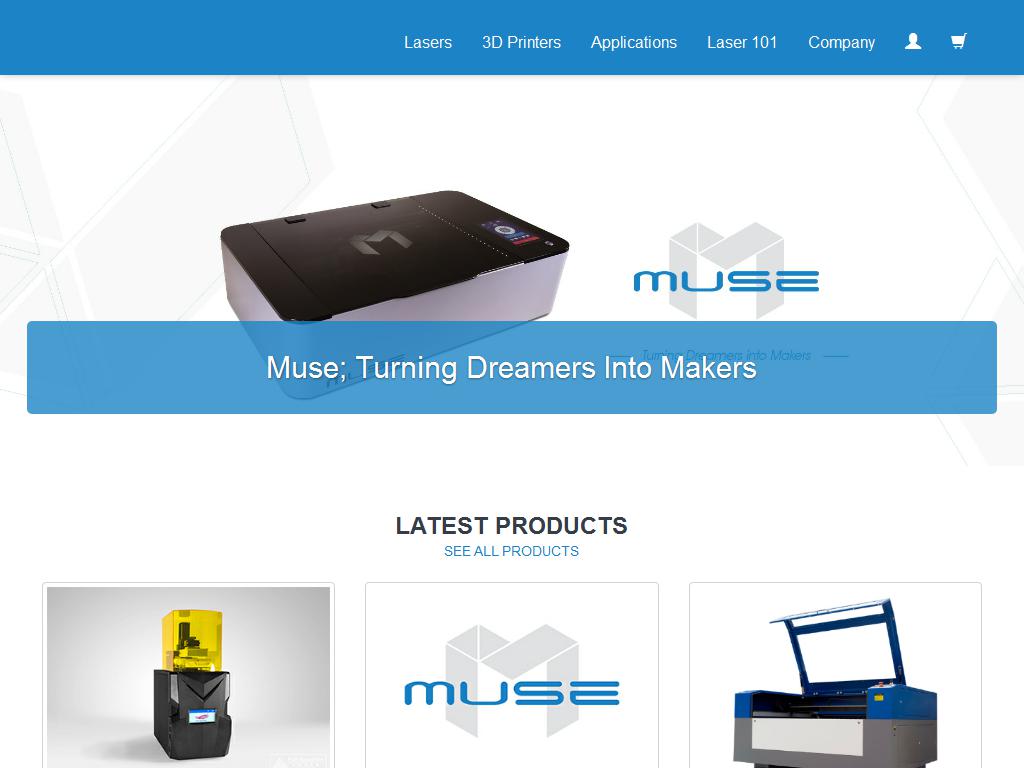 Lasers 3D Printers Applications Laser 101 Company
MUSE
Turning Dreamers into Makers
Muse; Turning Dreamers Into Makers
LATEST PRODUCTS
SEE ALL PRODUCTS
MUSE